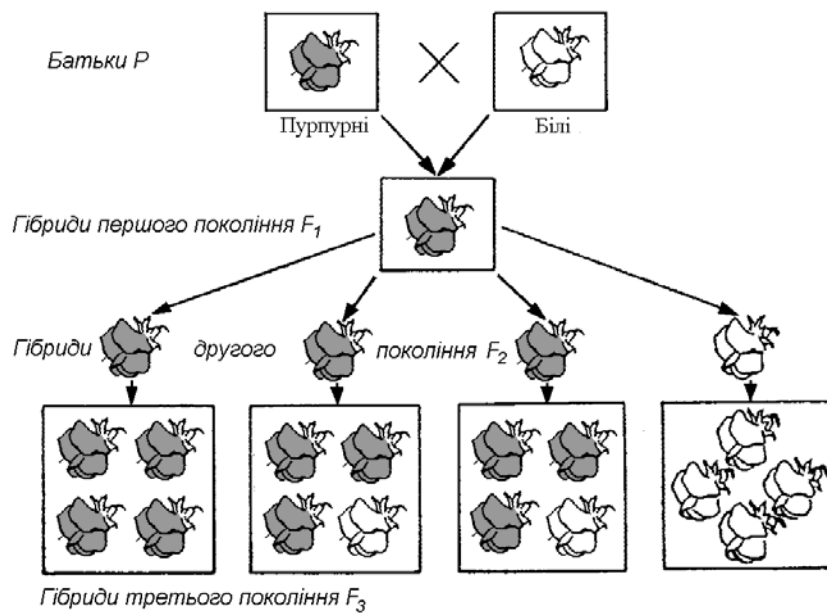 Батьки P
Пурпурні
Білі
Гібриди першого покоління F₁
Гібриди другого покоління F₂
Гібриди третього покоління F₃